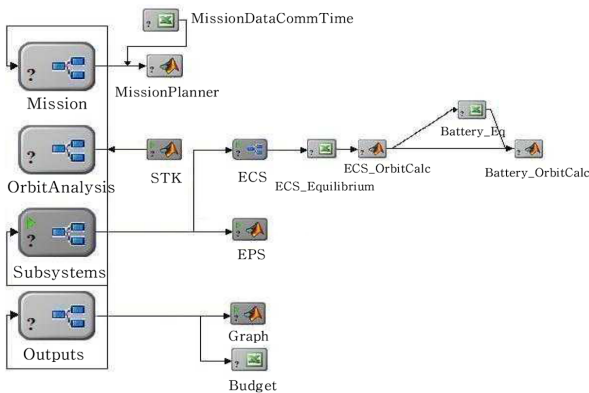 MissionDataCommTime
MissionPlanner
Mission
Battery_Eq
OrbitAnalysis
STK
ECS
ECS_Equilibrium
ECS_OrbitCalc
Battery_OrbitCalc
Subsystems
EPS
Graph
Outputs
Budget